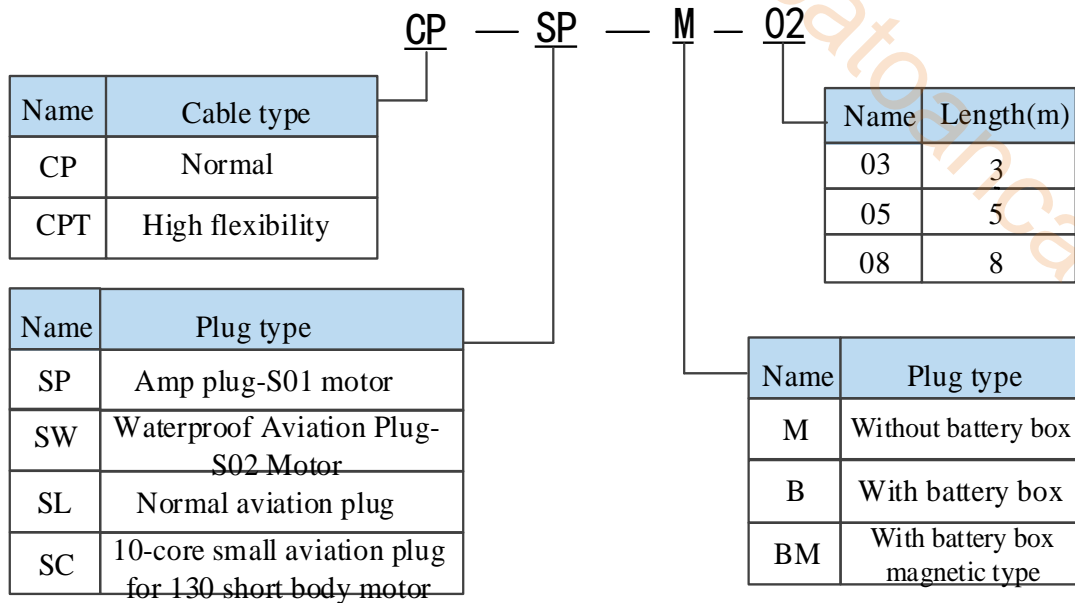 CP — SP — M — 02
Name Cable type
CP Normal
CPT High flexibility
Name Length(m)
03 3
05 5
08 8
Name Plug type
SP Amp plug-S01 motor
SW Waterproof Aviation Plug-
S02 Motor
SL Normal aviation plug
SC 10-core small aviation plug
for 130 short body motor
Name Plug type
M Without battery box
B With battery box
BM With battery box
magnetic type